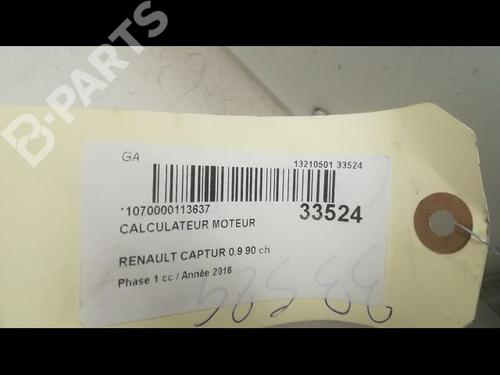 B-PARTS
GA
13210501 33524
*1070000113637
33524
CALCULATEUR MOTEUR
RENAULT CAPTUR 0.9 90 ch
Phase 1 cc / Année 2016